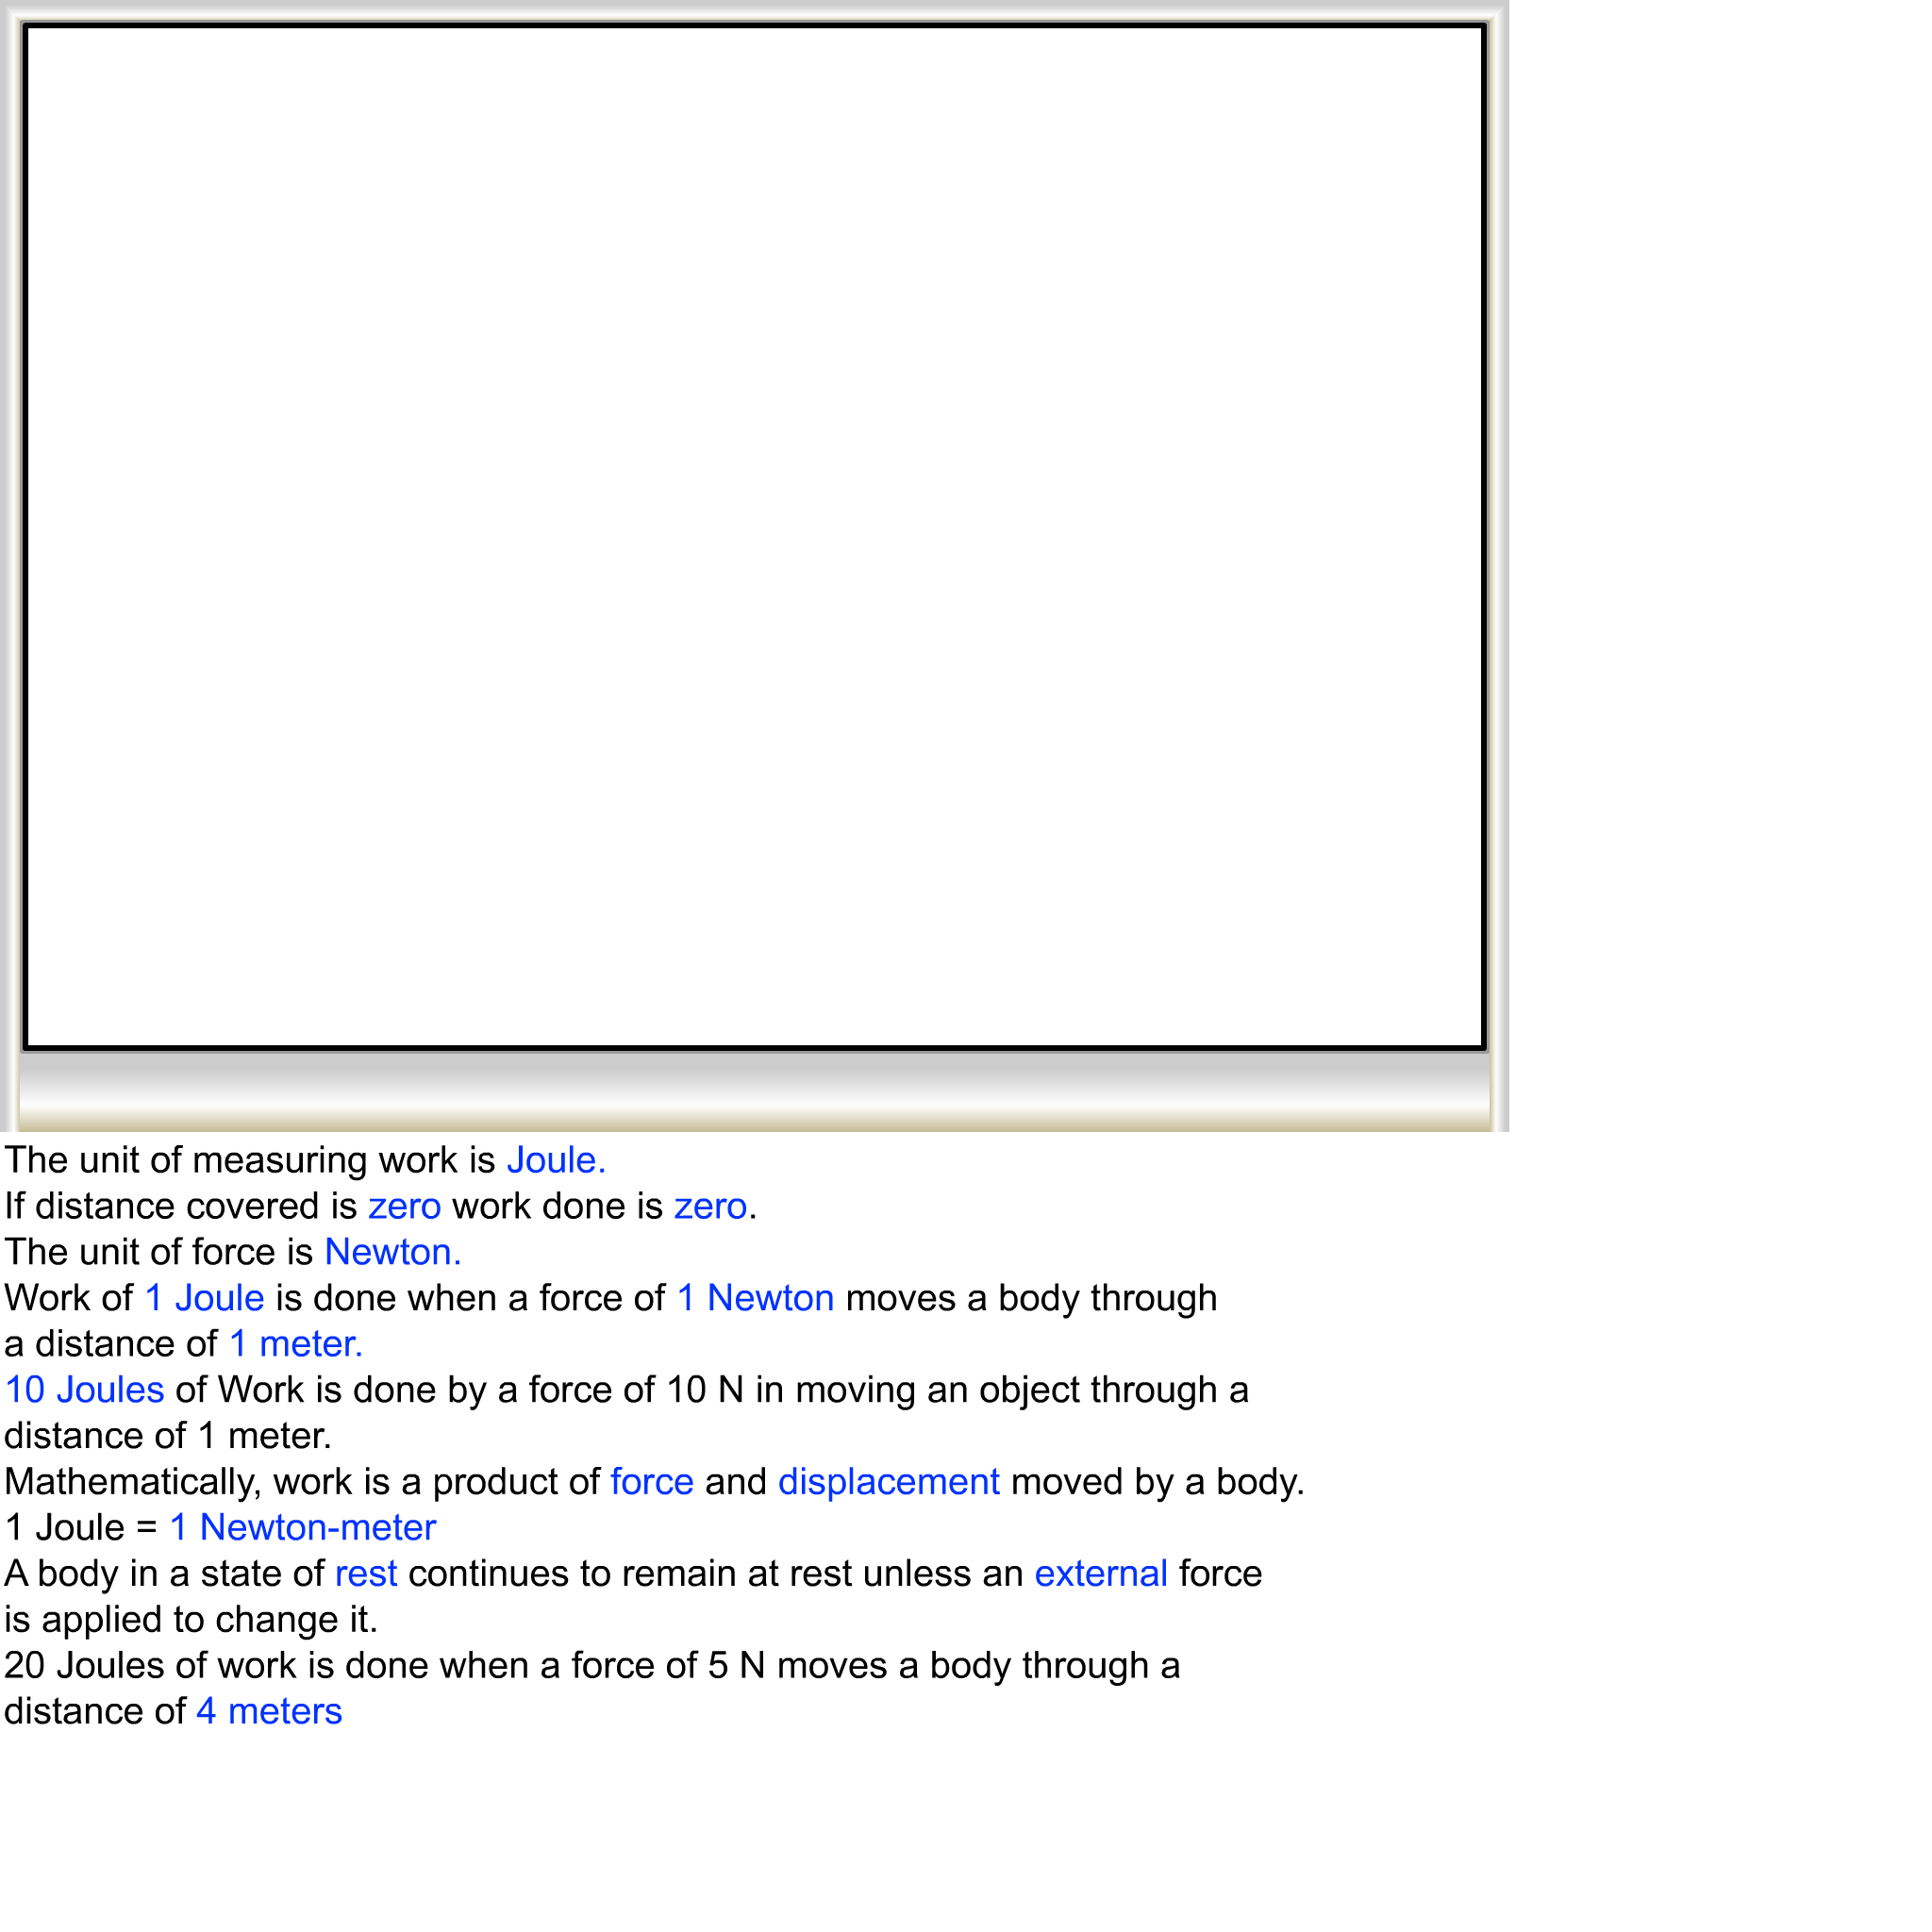 The unit of measuring work is Joule.
If distance covered is zero work done is zero.
The unit of force is Newton.
Work of 1 Joule is done when a force of 1 Newton moves a body through
a distance of 1 meter.
10 Joules of Work is done by a force of 10 N in moving an object through a
distance of 1 meter.
Mathematically, work is a product of force and displacement moved by a body.
1 Joule = 1 Newton-meter
A body in a state of rest continues to remain at rest unless an external force
is applied to change it.
20 Joules of work is done when a force of 5 N moves a body through a
distance of 4 meters